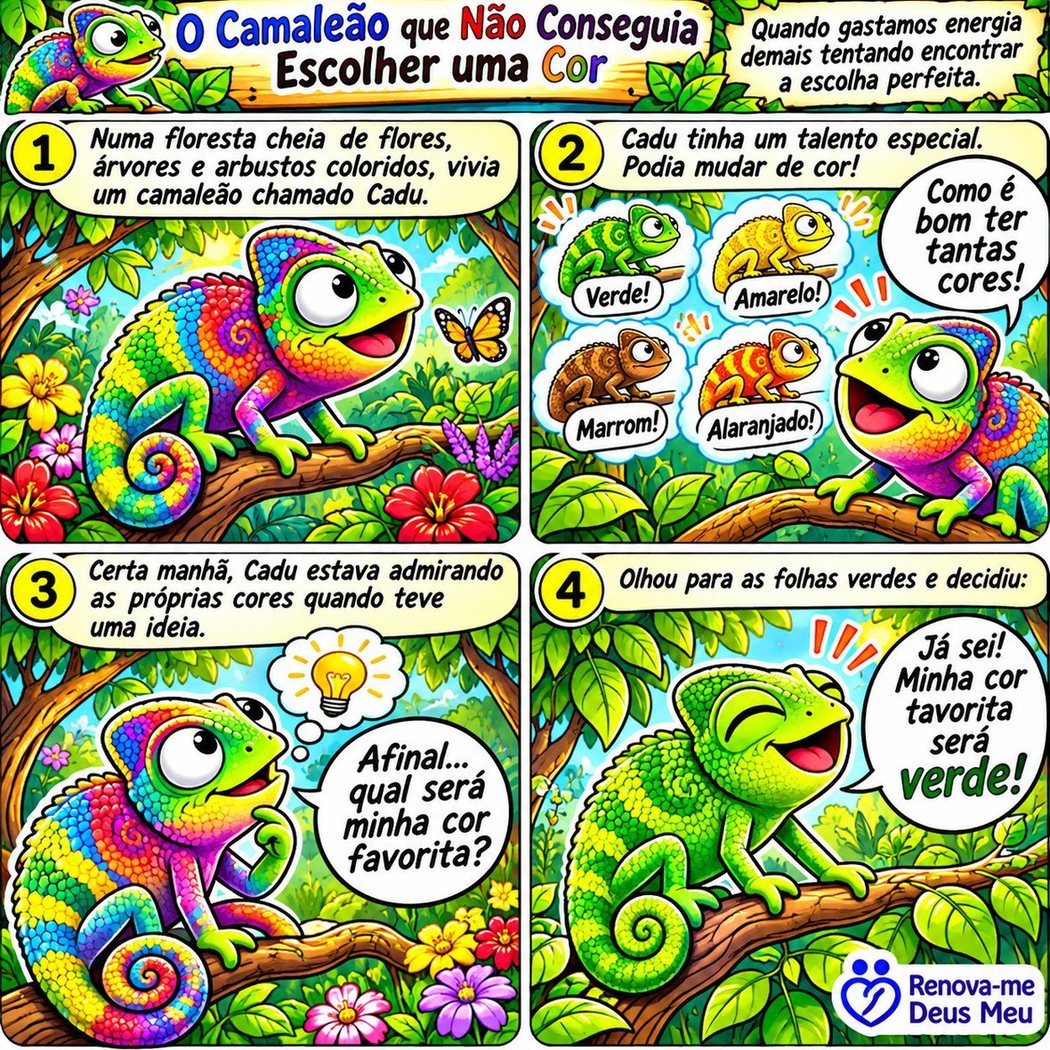 O Camaleão que Não Conseguia
Escolher uma Cor
Quando gastamos energia
demais tentando encontrar
a escolha perfeita.
1
Numa floresta cheia de flores,
árvores e arbustos coloridos, vivia
um camaleão chamado Cadu.
2
Cadu tinha um talento especial.
Podia mudar de cor!
Como é
bom ter
tantas
cores!
Verde!
Amarelo!
Marrom!
Alaranjado!
3
Certa manhã, Cadu estava admirando
as próprias cores quando teve
uma ideia.
Afinal...
qual será
minha cor
favorita?
4
Olhou para as folhas verdes e decidiu:
Já sei!
Minha cor
tavorita
será
verde!
Renova-me
Deus Meu